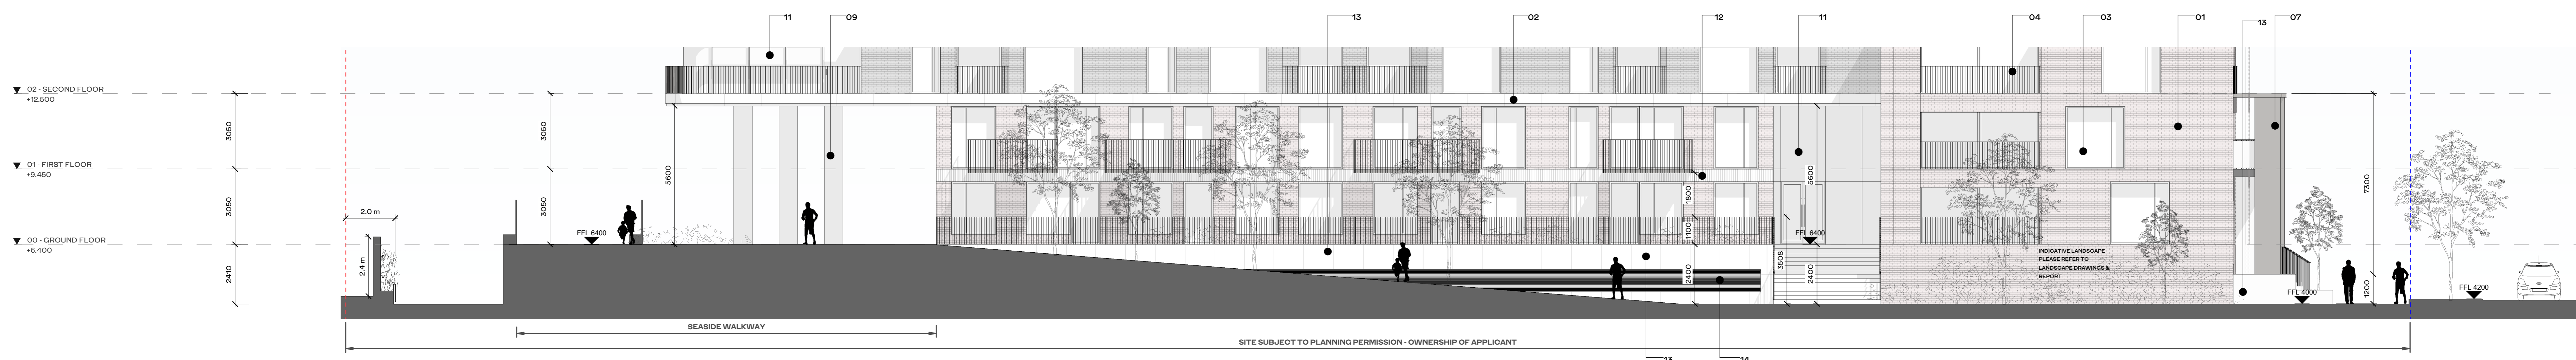 11
09
13
02
12
11
04
03
01
13
07
02 - SECOND FLOOR
+12.500
01 - FIRST FLOOR
+9.450
00 - GROUND FLOOR
+6.400
3050
3050
2410
2.0 m
2.4 m
3050
3050
FFL 6400
5600
1800
1100
2400
3508
FFL 6400
5600
2400
INDICATIVE LANDSCAPE
PLEASE REFER TO
LANDSCAPE DRAWINGS &
REPORT
7300
1200
FFL 4000
FFL 4200
SEASIDE WALKWAY
SITE SUBJECT TO PLANNING PERMISSION - OWNERSHIP OF APPLICANT
13
14